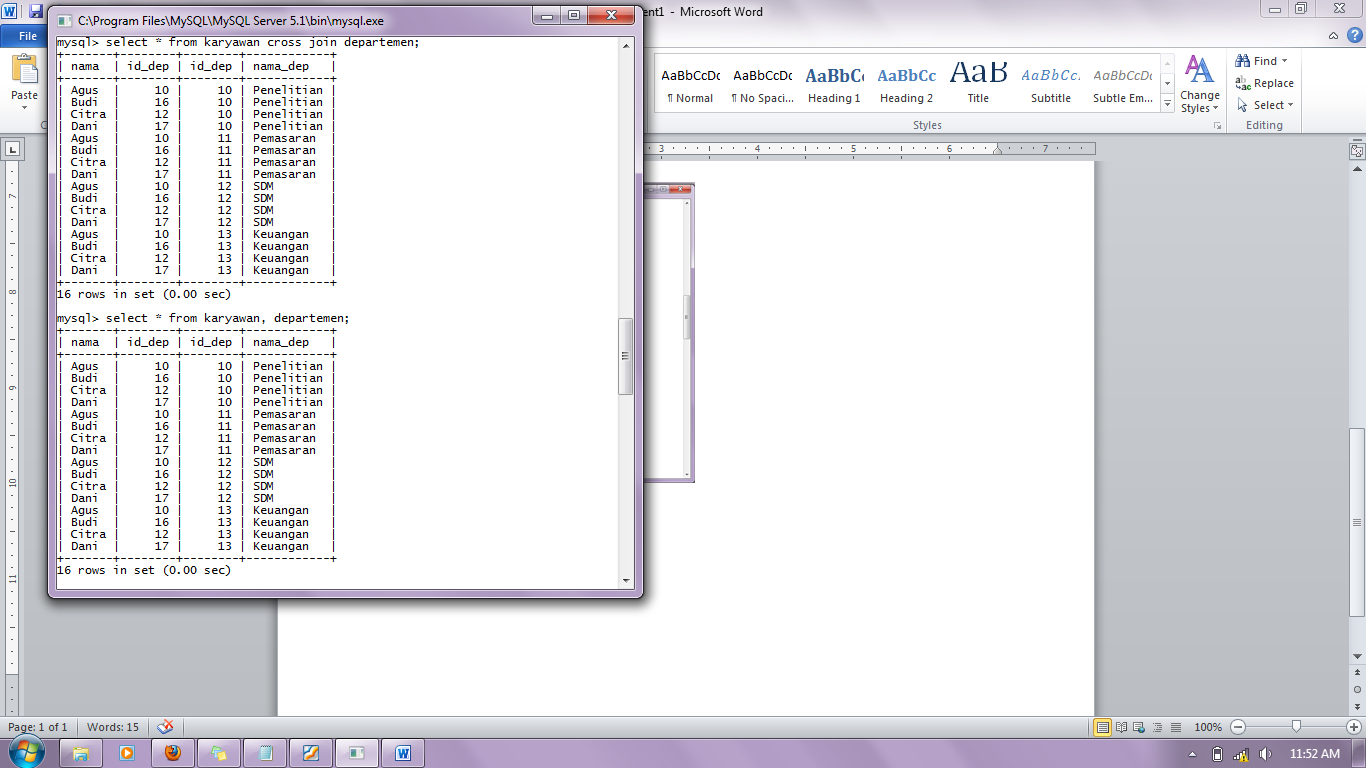 C:\Program Files\MySQL\MySQL Server 5.1\bin\mysql.exe
ent1 - Microsoft Word
File
Paste
AaBbCcDc AaBbCcDc AaBbCc AaBbCc AaB AaBbCc. AaBbCcDc
¶ Normal ¶ No Spaci... Heading 1 Heading 2 Title Subtitle Subtle Em...
Change
Styles
Styles
Find
Replace
Select
Editing
3 4 5 6 7
7
8
9
10
11
mysql> select * from karyawan cross join departemen;
+-------+--------+--------+------------+
| nama | id_dep | id_dep | nama_dep |
+-------+--------+--------+------------+
| Agus | 10 | 10 | Penelitian |
| Budi | 16 | 10 | Penelitian |
| Citra | 12 | 10 | Penelitian |
| Dani | 17 | 10 | Penelitian |
| Agus | 10 | 11 | Pemasaran |
| Budi | 16 | 11 | Pemasaran |
| Citra | 12 | 11 | Pemasaran |
| Dani | 17 | 11 | Pemasaran |
| Agus | 10 | 12 | SDM |
| Budi | 16 | 12 | SDM |
| Citra | 12 | 12 | SDM |
| Dani | 17 | 12 | SDM |
| Agus | 10 | 13 | Keuangan |
| Budi | 16 | 13 | Keuangan |
| Citra | 12 | 13 | Keuangan |
| Dani | 17 | 13 | Keuangan |
+-------+--------+--------+------------+
16 rows in set (0.00 sec)
mysql> select * from karyawan, departemen;
+-------+--------+--------+------------+
| nama | id_dep | id_dep | nama_dep |
+-------+--------+--------+------------+
| Agus | 10 | 10 | Penelitian |
| Budi | 16 | 10 | Penelitian |
| Citra | 12 | 10 | Penelitian |
| Dani | 17 | 10 | Penelitian |
| Agus | 10 | 11 | Pemasaran |
| Budi | 16 | 11 | Pemasaran |
| Citra | 12 | 11 | Pemasaran |
| Dani | 17 | 11 | Pemasaran |
| Agus | 10 | 12 | SDM |
| Budi | 16 | 12 | SDM |
| Citra | 12 | 12 | SDM |
| Dani | 17 | 12 | SDM |
| Agus | 10 | 13 | Keuangan |
| Budi | 16 | 13 | Keuangan |
| Citra | 12 | 13 | Keuangan |
| Dani | 17 | 13 | Keuangan |
+-------+--------+--------+------------+
16 rows in set (0.00 sec)
Page: 1 of 1 Words: 15 100%
11:52 AM